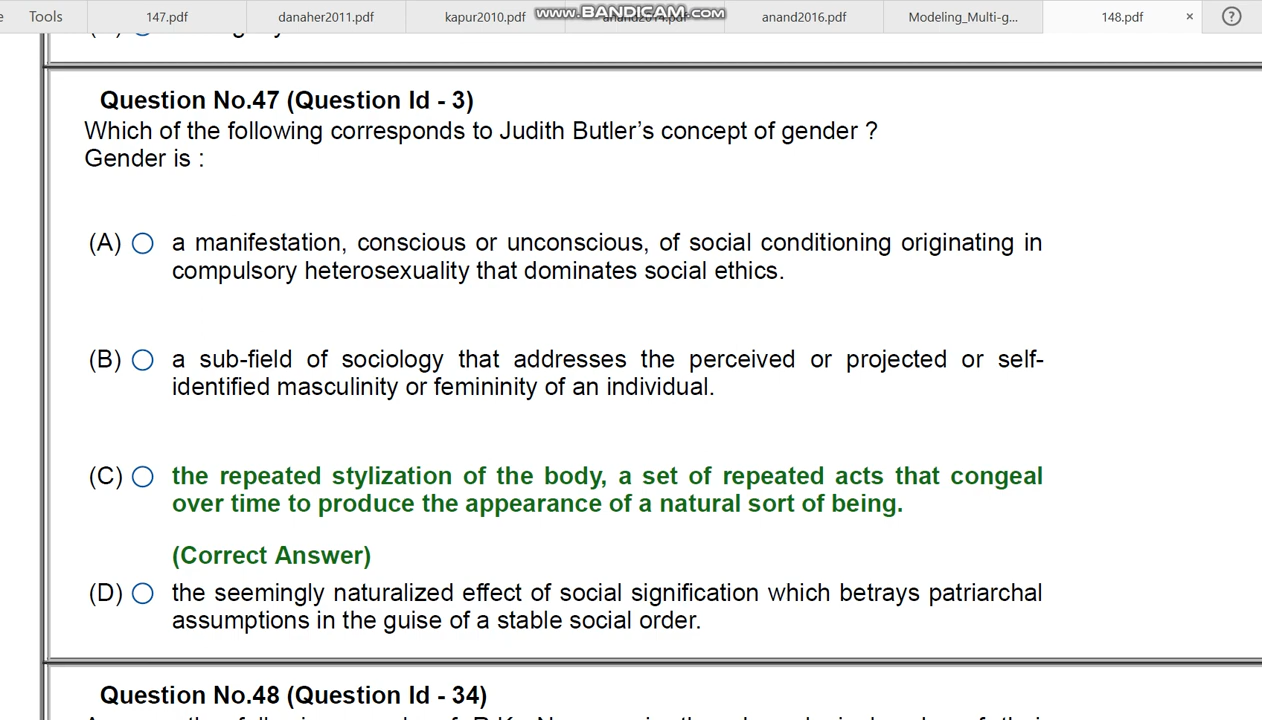 Tools 147.pdf danaher2011.pdf kapur2010.pdf anand2014.pdf anand2016.pdf Modeling_Multi-g... 148.pdf × ?
www.BANDICAM.com
Question No.47 (Question Id - 3)
Which of the following corresponds to Judith Butler’s concept of gender ?
Gender is :
(A) a manifestation, conscious or unconscious, of social conditioning originating in
compulsory heterosexuality that dominates social ethics.
(B) a sub-field of sociology that addresses the perceived or projected or self-
identified masculinity or femininity of an individual.
(C) the repeated stylization of the body, a set of repeated acts that congeal
over time to produce the appearance of a natural sort of being.
(Correct Answer)
(D) the seemingly naturalized effect of social signification which betrays patriarchal
assumptions in the guise of a stable social order.
Question No.48 (Question Id - 34)